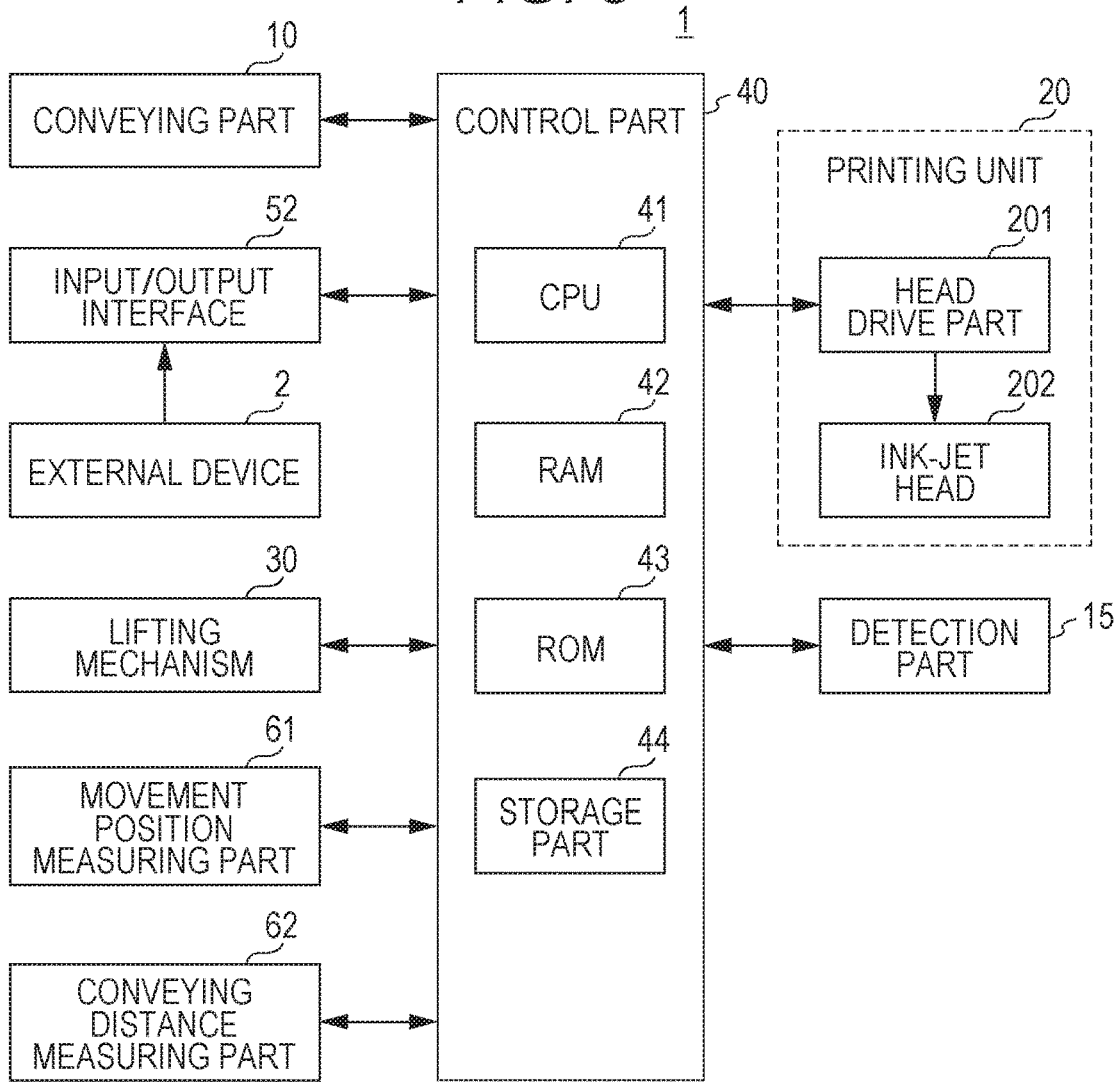 1
10
CONVEYING PART
52
INPUT/OUTPUT
INTERFACE
2
EXTERNAL DEVICE
30
LIFTING
MECHANISM
61
MOVEMENT
POSITION
MEASURING PART
62
CONVEYING
DISTANCE
MEASURING PART
CONTROL PART
40
41
CPU
42
RAM
43
ROM
44
STORAGE
PART
20
PRINTING UNIT
201
HEAD
DRIVE PART
202
INK-JET
HEAD
DETECTION
PART
15